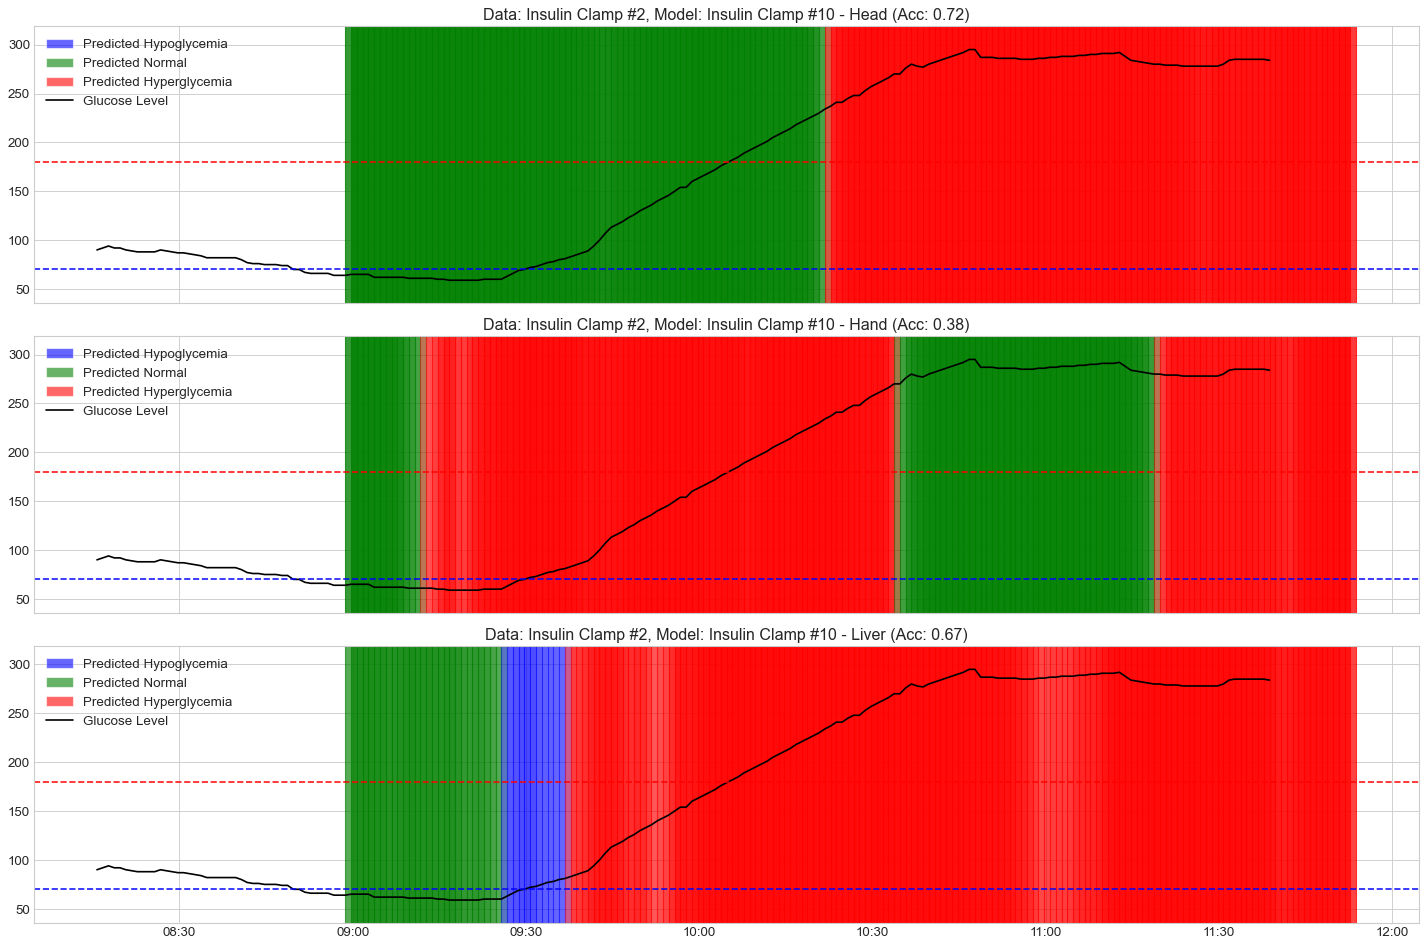 Data: Insulin Clamp #2, Model: Insulin Clamp #10 - Head (Acc: 0.72)
Predicted Hypoglycemia
Predicted Normal
Predicted Hyperglycemia
Glucose Level
300
250
200
150
100
50
Data: Insulin Clamp #2, Model: Insulin Clamp #10 - Hand (Acc: 0.38)
Predicted Hypoglycemia
Predicted Normal
Predicted Hyperglycemia
Glucose Level
300
250
200
150
100
50
Data: Insulin Clamp #2, Model: Insulin Clamp #10 - Liver (Acc: 0.67)
Predicted Hypoglycemia
Predicted Normal
Predicted Hyperglycemia
Glucose Level
300
250
200
150
100
50
08:30 09:00 09:30 10:00 10:30 11:00 11:30 12:00